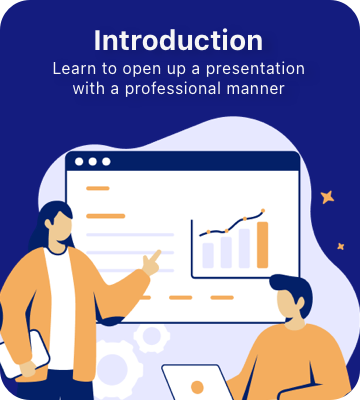 Introduction
Learn to open up a presentation
with a professional manner